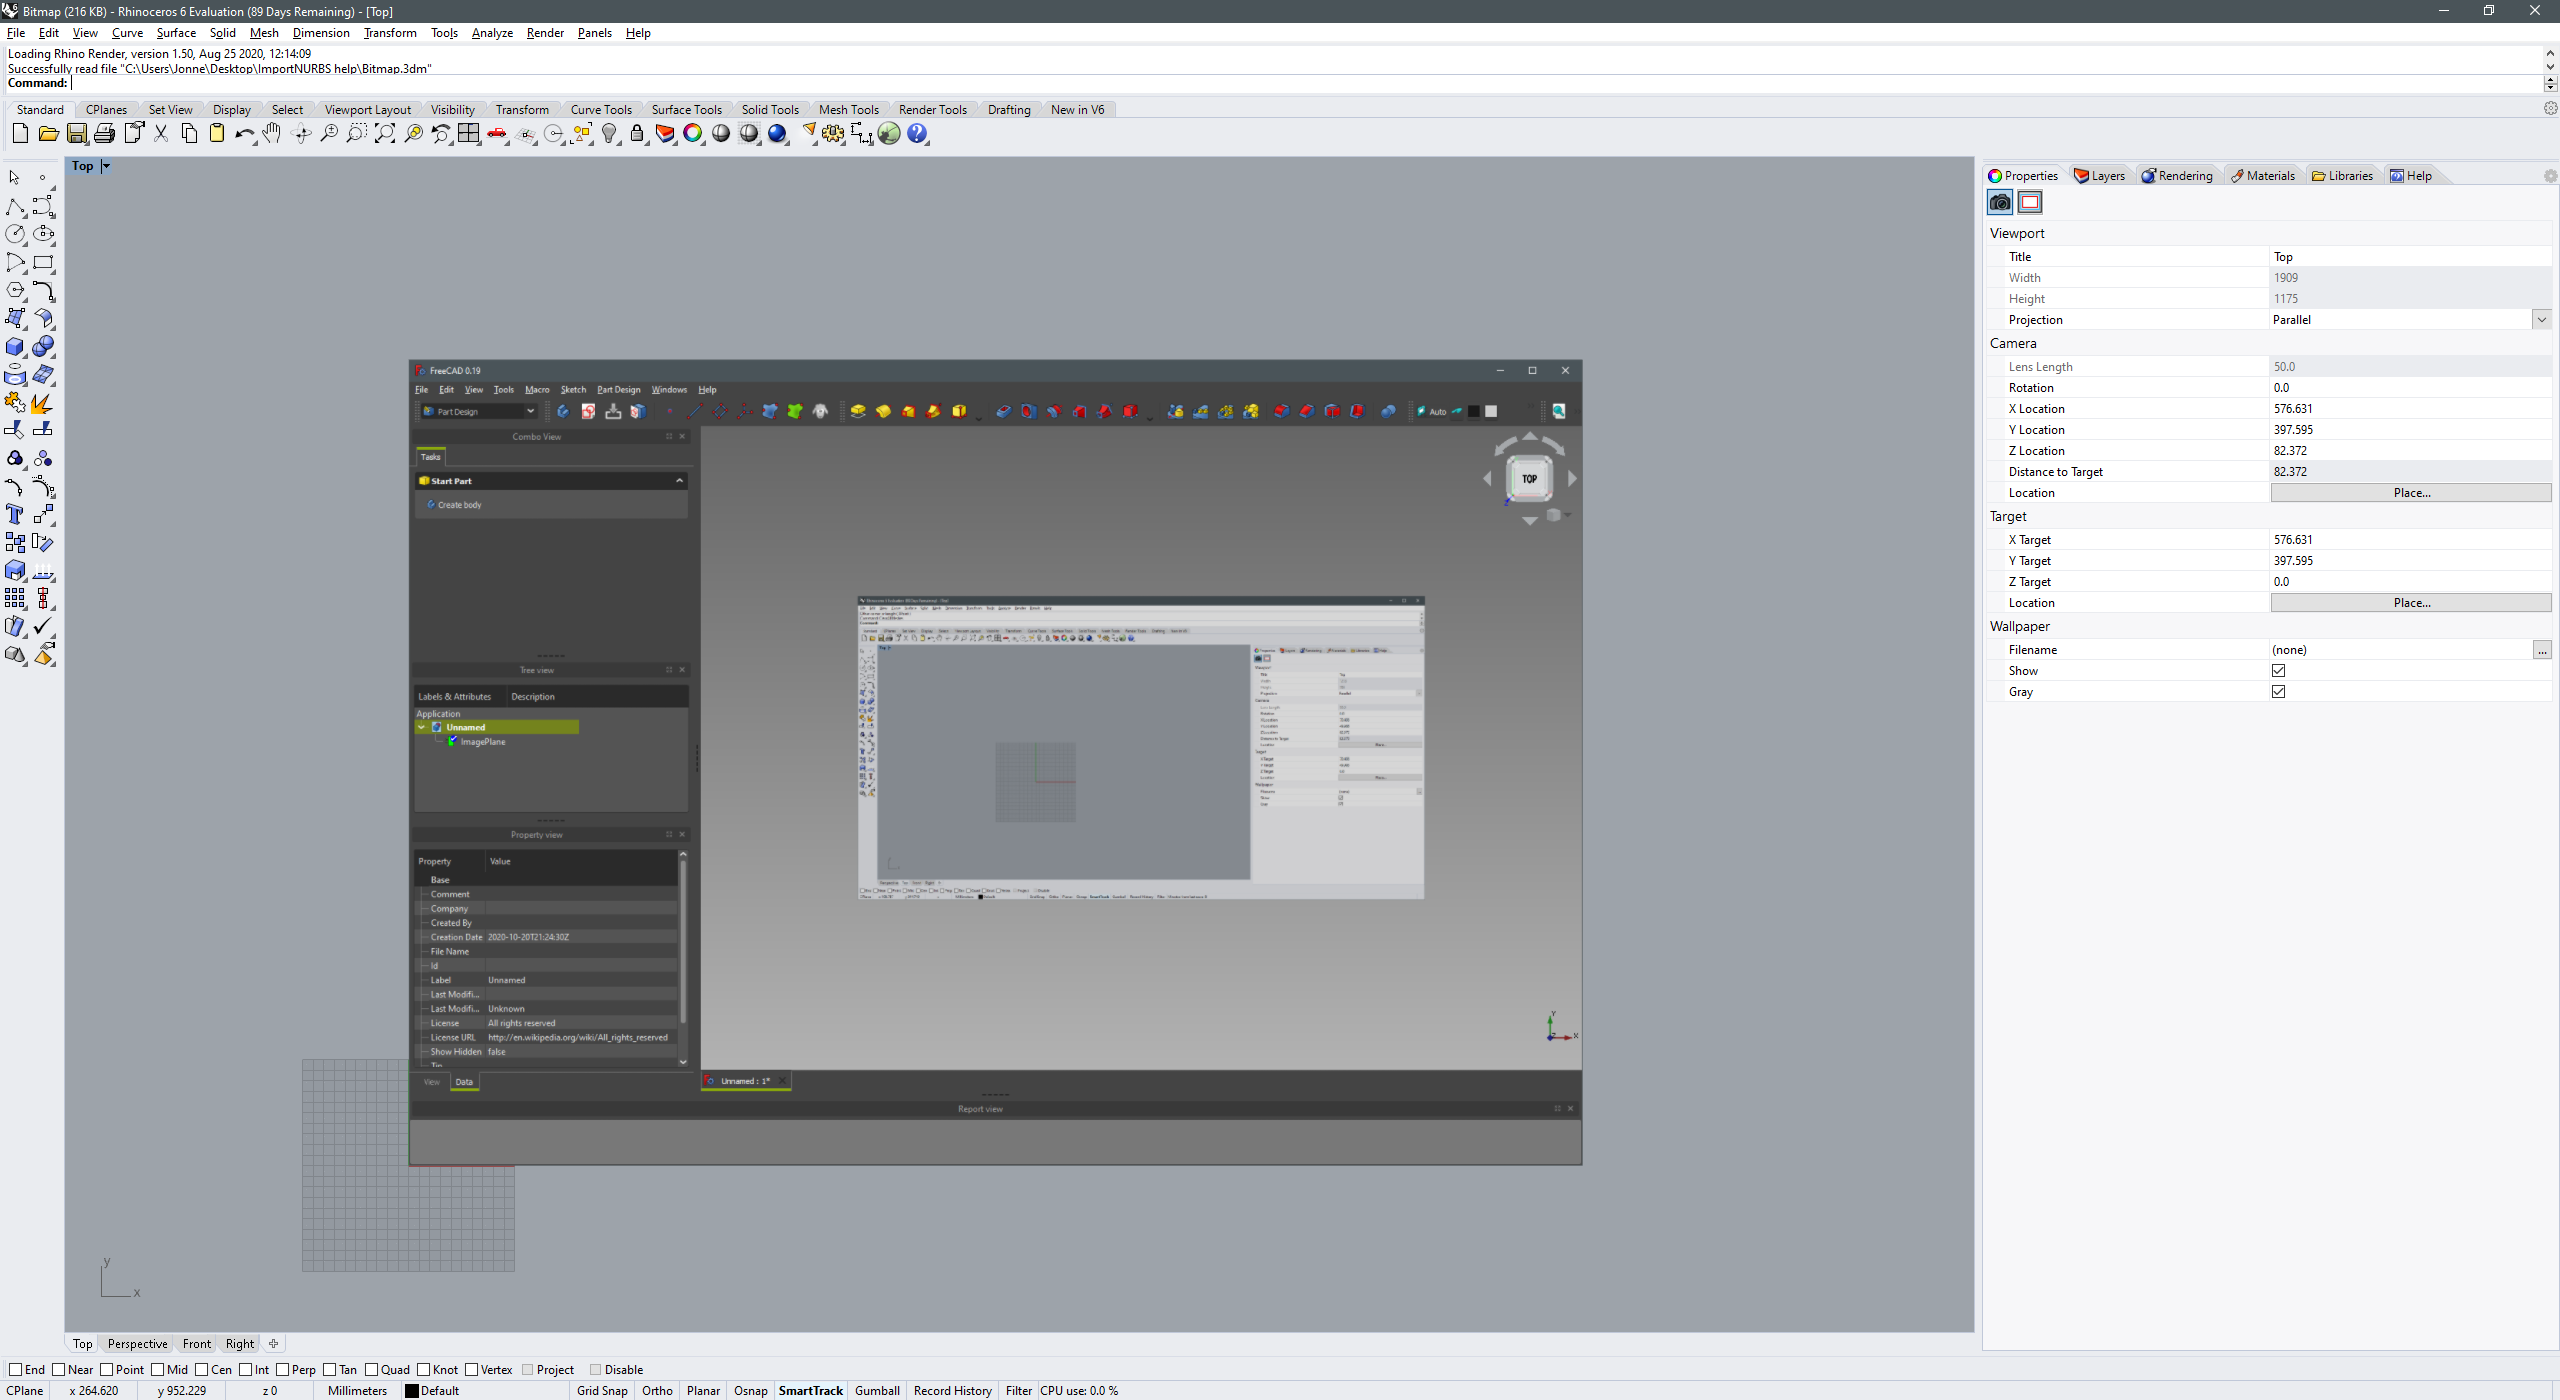 Bitmap (216 KB) - Rhinoceros 6 Evaluation (89 Days Remaining) - [Top]
File Edit View Curve Surface Solid Mesh Dimension Transform Tools Analyze Render Panels Help
Loading Rhino Render, version 1.50, Aug 25 2020, 12:14:09
Successfully read file "C:\Users\Jonne\Desktop\ImportNURBS help\Bitmap.3dm"
Command:
Standard CPlanes Set View Display Select Viewport Layout Visibility Transform Curve Tools Surface Tools Solid Tools Mesh Tools Render Tools Drafting New in V6
Top
FreeCAD 0.19
File Edit View Tools Macro Sketch Part Design Windows Help
Part Design
Auto
Combo View
Tasks
Start Part
Create body
TOP
Tree view
Labels & Attributes Description
Application
Unnamed
ImagePlane
Property view
Property Value
Base
Comment
Company
Created By
Creation Date 2020-10-20T21:24:30Z
File Name
Id
Label Unnamed
Last Modifi...
Last Modifi... Unknown
License All rights reserved
License URL http://en.wikipedia.org/wiki/All_rights_reserved
Show Hidden false
View Data
Unnamed : 1*
Report view
Y
Z X
y
x
Properties Layers Rendering Materials Libraries Help
Viewport
Title Top
Width 1909
Height 1175
Projection Parallel
Camera
Lens Length 50.0
Rotation 0.0
X Location 576.631
Y Location 397.595
Z Location 82.372
Distance to Target 82.372
Location Place...
Target
X Target 576.631
Y Target 397.595
Z Target 0.0
Location Place...
Wallpaper
Filename (none) ...
Show
Gray
Top Perspective Front Right
End Near Point Mid Cen Int Perp Tan Quad Knot Vertex Project Disable
CPlane x 264.620 y 952.229 z 0 Millimeters Default Grid Snap Ortho Planar Osnap SmartTrack Gumball Record History Filter CPU use: 0.0 %